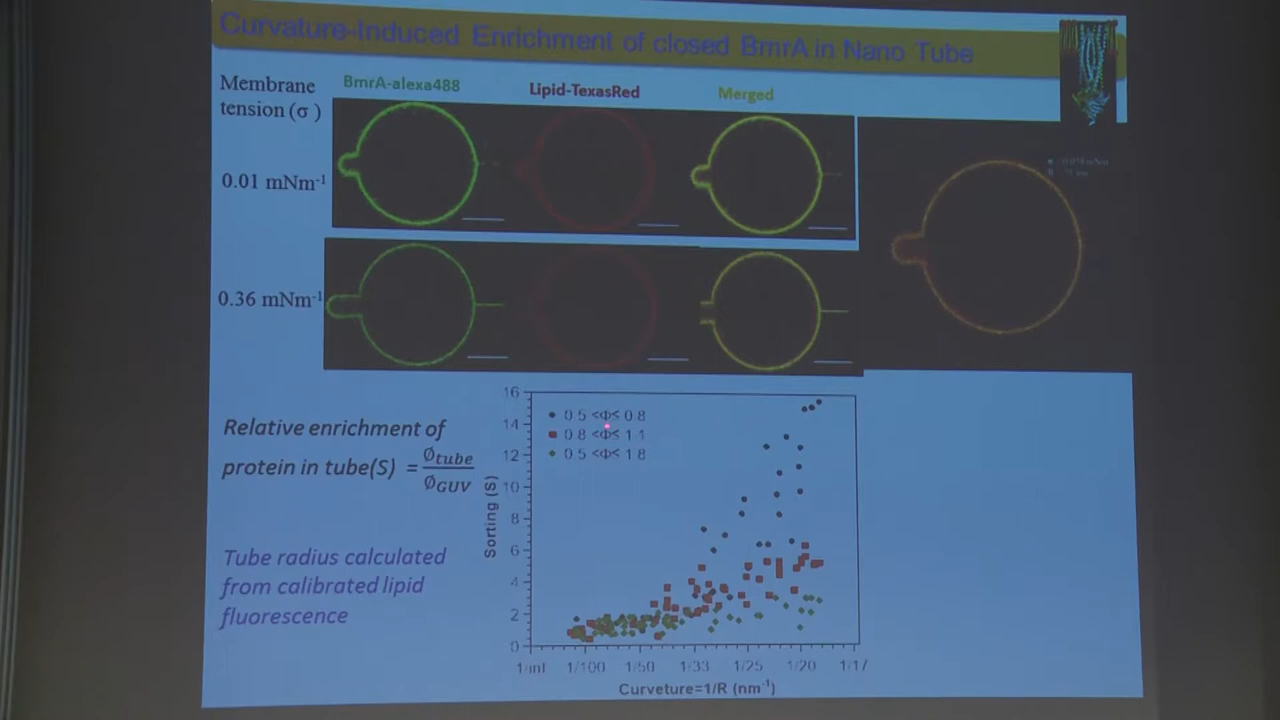 Curvature-Induced Enrichment of closed BmrA in Nano Tube
Membrane
tension (σ )
BmrA-alexa488
Lipid-TexasRed
Merged
0.01 mNm-1
0.36 mNm-1
Relative enrichment of
protein in tube(S) = Øtube
ØGUV
Tube radius calculated
from calibrated lipid
fluorescence
Sorting (S)
16
14
12
10
8
6
4
2
0
0.5 <Φ≤ 0.8
0.8 <Φ≤ 1.1
0.5 <Φ≤ 1.8
1/inf 1/100 1/50 1/33 1/25 1/20 1/17
Curveture=1/R (nm-1)